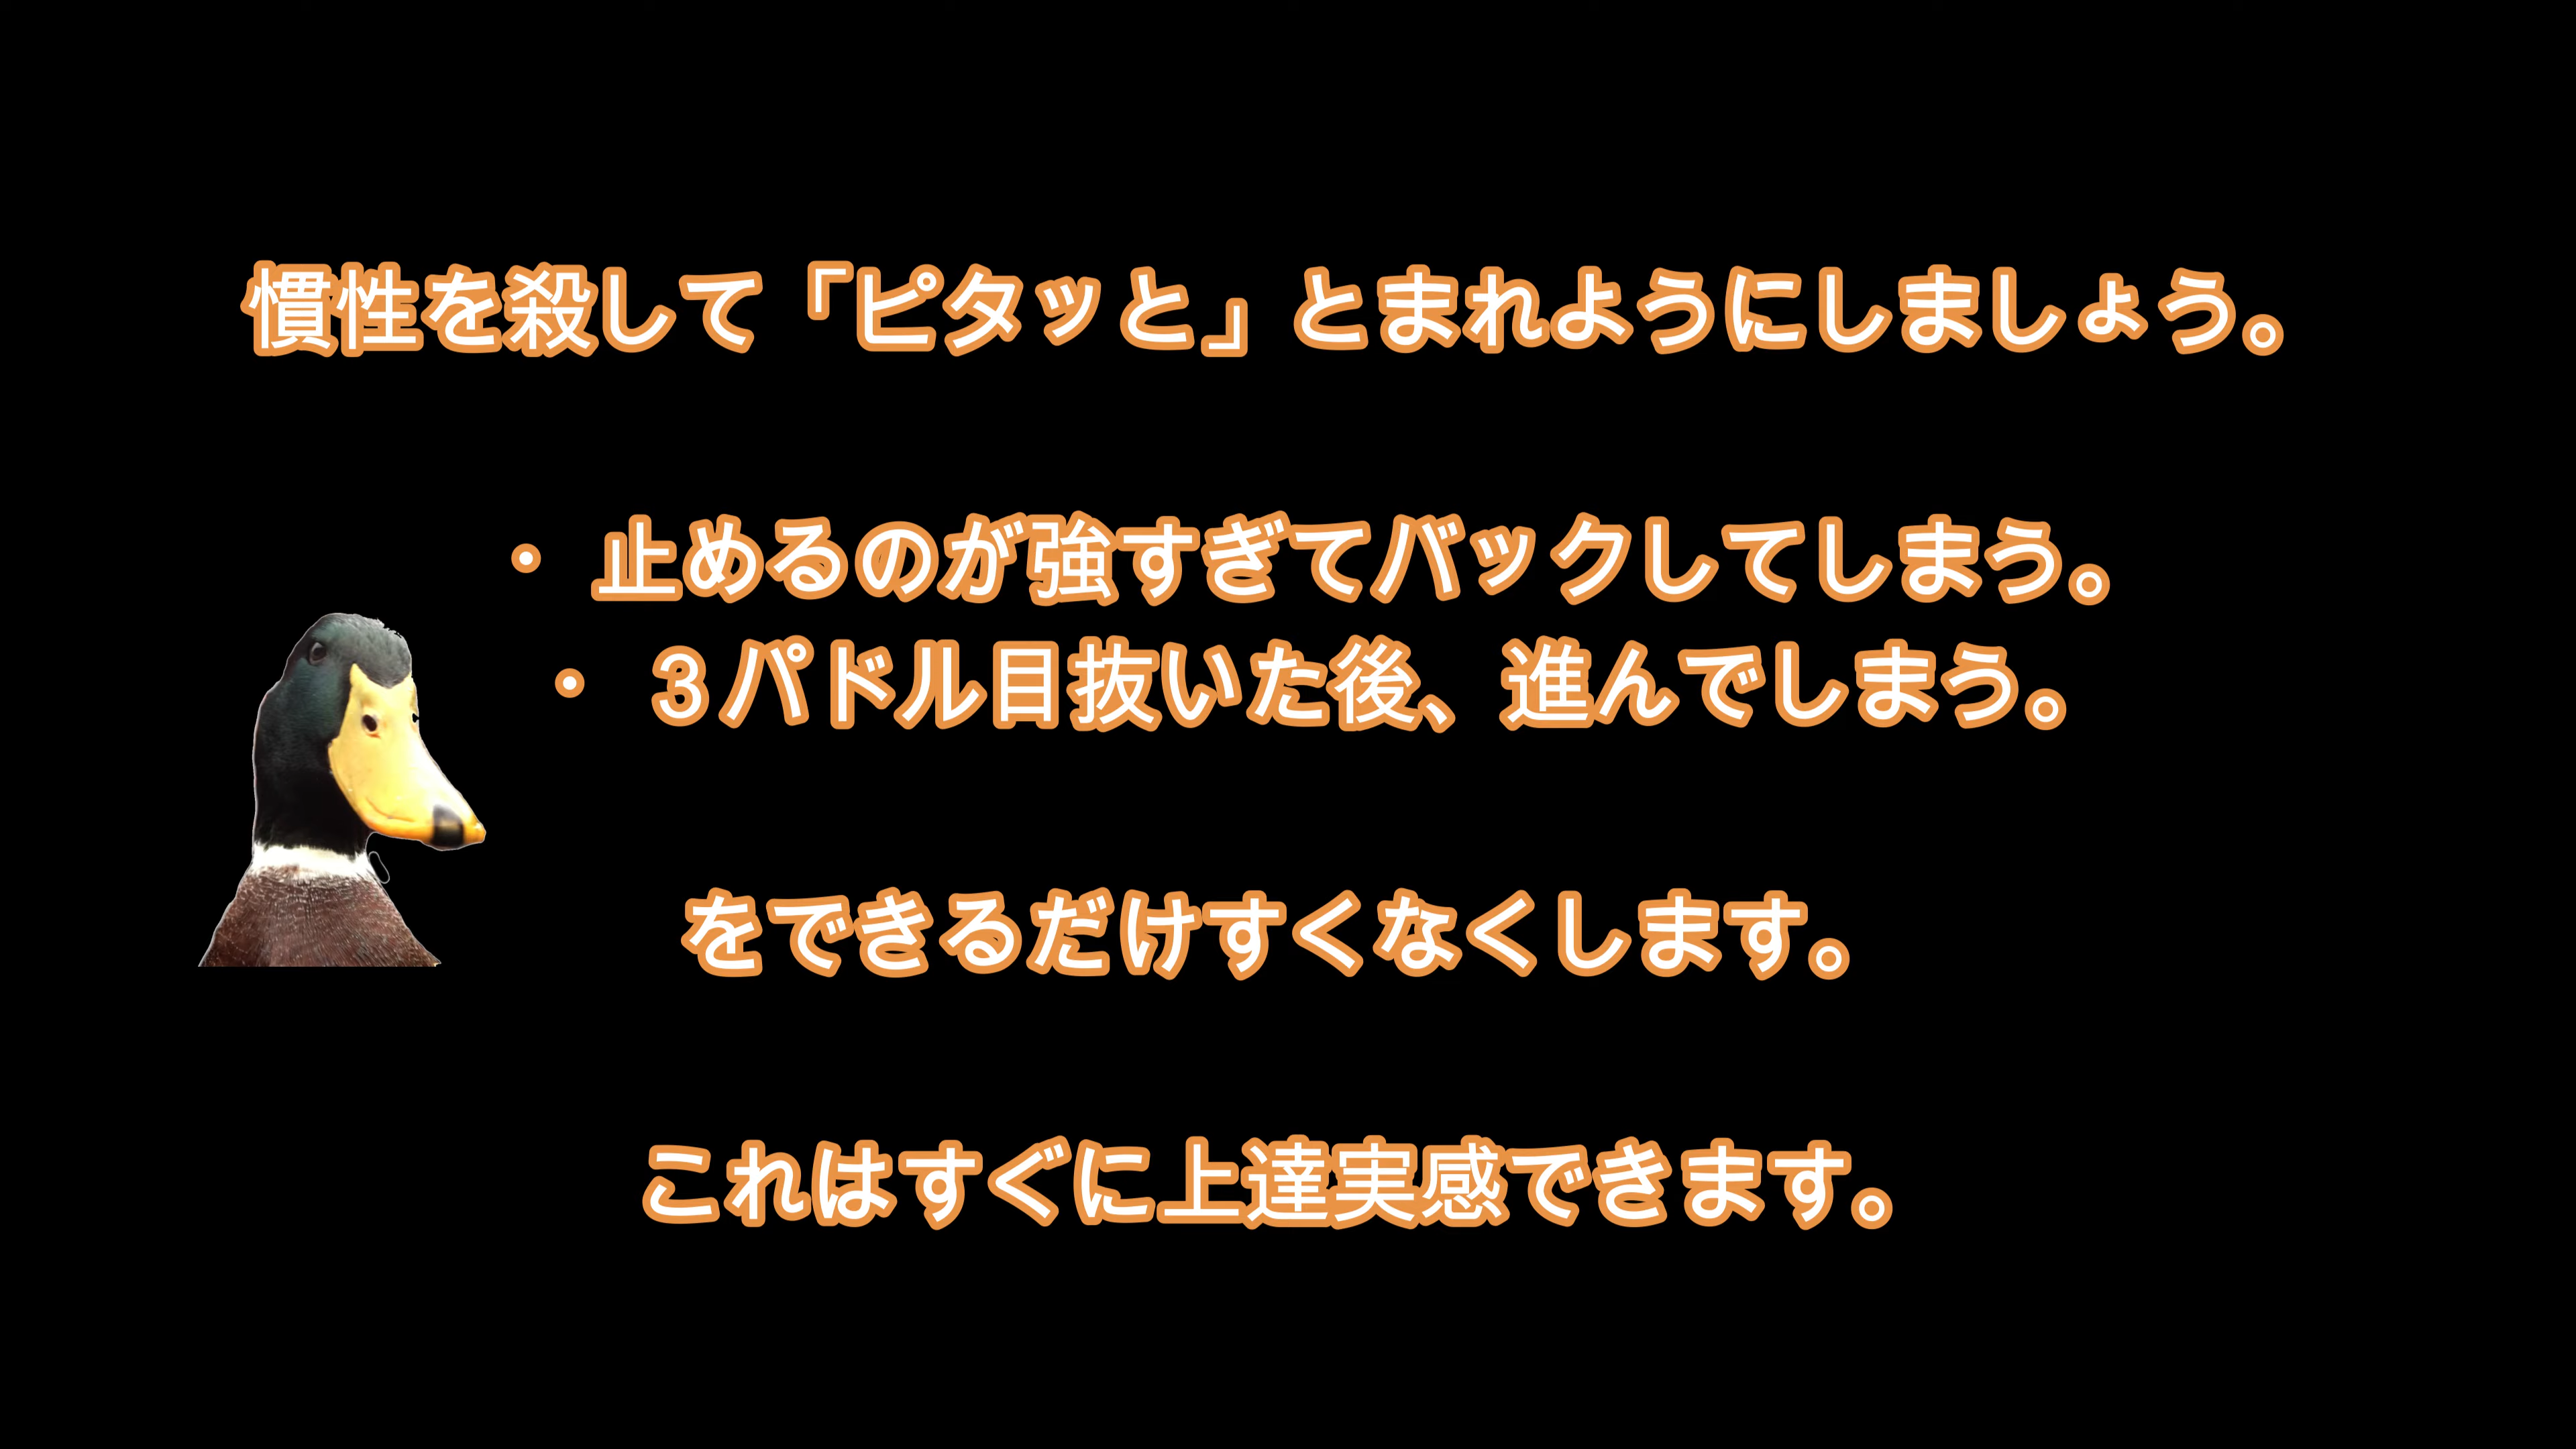 慣性を殺して「ピタッと」とまれようにしましょう。
・ 止めるのが強すぎてバックしてしまう。
・ ３パドル目抜いた後、進んでしまう。
をできるだけすくなくします。
これはすぐに上達実感できます。